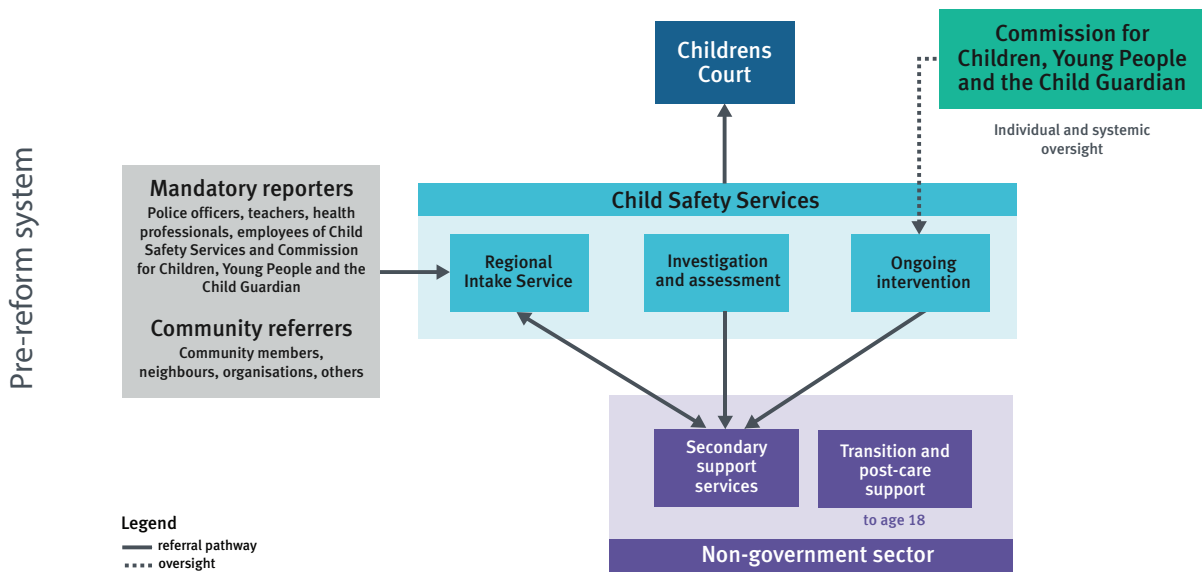 Pre-reform system
Childrens
Court
Commission for
Children, Young People
and the Child Guardian
Individual and systemic
oversight
Mandatory reporters
Police officers, teachers, health
professionals, employees of Child
Safety Services and Commission
for Children, Young People and the
Child Guardian
Community referrers
Community members,
neighbours, organisations, others
Child Safety Services
Regional
Intake Service
Investigation
and assessment
Ongoing
intervention
Secondary
support
services
Transition and
post-care
support
to age 18
Non-government sector
Legend
referral pathway
oversight